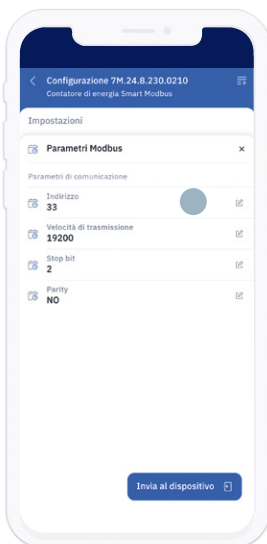 Configurazione 7M.24.8.230.0210
Contatore di energia Smart Modbus
Impostazioni
Parametri Modbus
Parametri di comunicazione
Indirizzo
33
Velocità di trasmissione
19200
Stop bit
2
Parity
NO
Invia al dispositivo